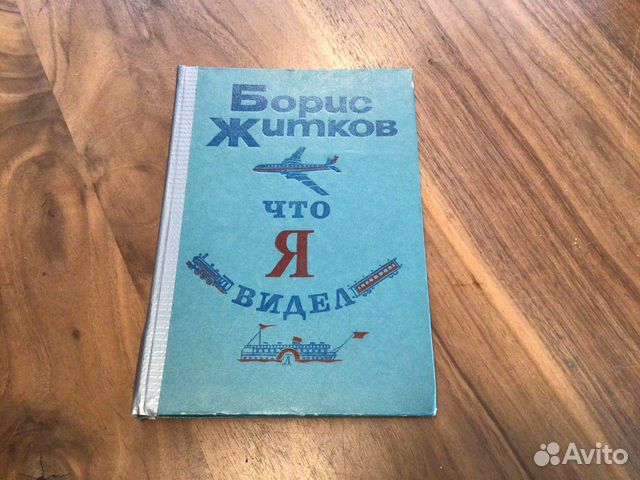 Борис
Житков
что
Я
видел
Avito